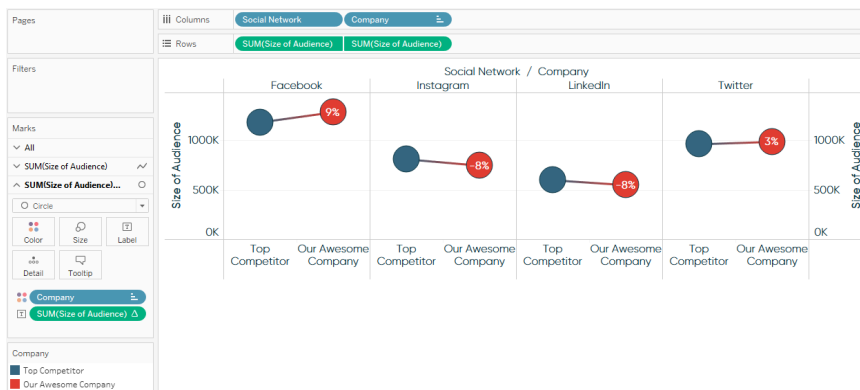 Pages
iii Columns
Social Network
Company
Rows
SUM(Size of Audience)
SUM(Size of Audience)
Filters
Marks
All
SUM(Size of Audience)
SUM(Size of Audience)...
Circle
Color
Size
Label
Detail
Tooltip
Company
SUM(Size of Audience) Δ
Company
Top Competitor
Our Awesome Company
Social Network / Company
Facebook
Instagram
LinkedIn
Twitter
Size of Audience
1000K
500K
0K
9%
-8%
-8%
3%
1000K
500K
0K
Size of Audience
Top
Competitor
Our Awesome
Company
Top
Competitor
Our Awesome
Company
Top
Competitor
Our Awesome
Company
Top
Competitor
Our Awesome
Company